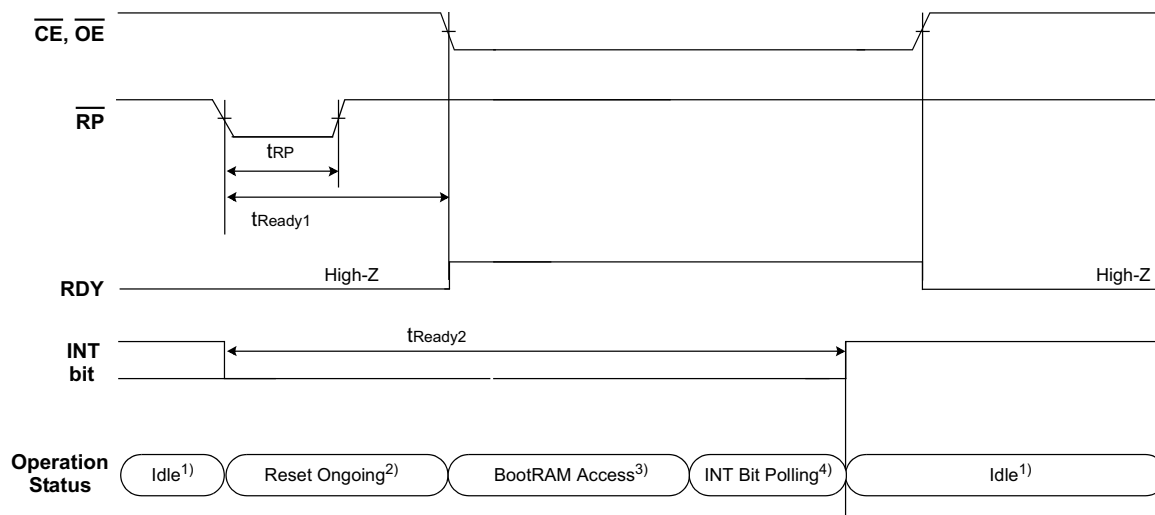 CE, OE
RP
tRP
tReady1
High-Z
High-Z
RDY
tReady2
INT
bit
Operation
Status
Idle1)
Reset Ongoing2)
BootRAM Access3)
INT Bit Polling4)
Idle1)